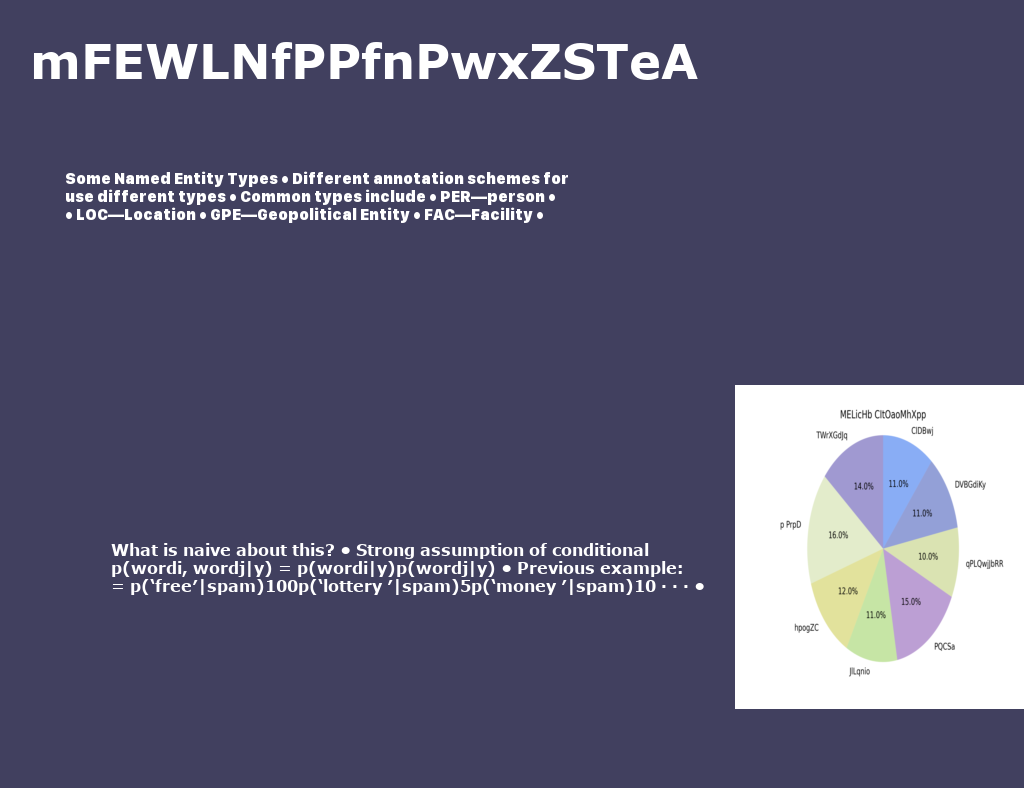 mFEWLNfPPfnPwxZSTeA
Some Named Entity Types • Different annotation schemes for
use different types • Common types include • PER—person •
• LOC—Location • GPE—Geopolitical Entity • FAC—Facility •
What is naive about this? • Strong assumption of conditional
p(wordi, wordj|y) = p(wordi|y)p(wordj|y) • Previous example:
= p(‘free’|spam)100p(‘lottery ’|spam)5p(‘money ’|spam)10 · · · •
MELicHb CltOaoMhXpp
ClDBwj
TWrXGdJq
11.0%
14.0%
DVBGdiKy
11.0%
p PrpD
16.0%
10.0%
qPLQwjJbRR
12.0%
15.0%
11.0%
hpogZC
PQCSa
JlLqnio